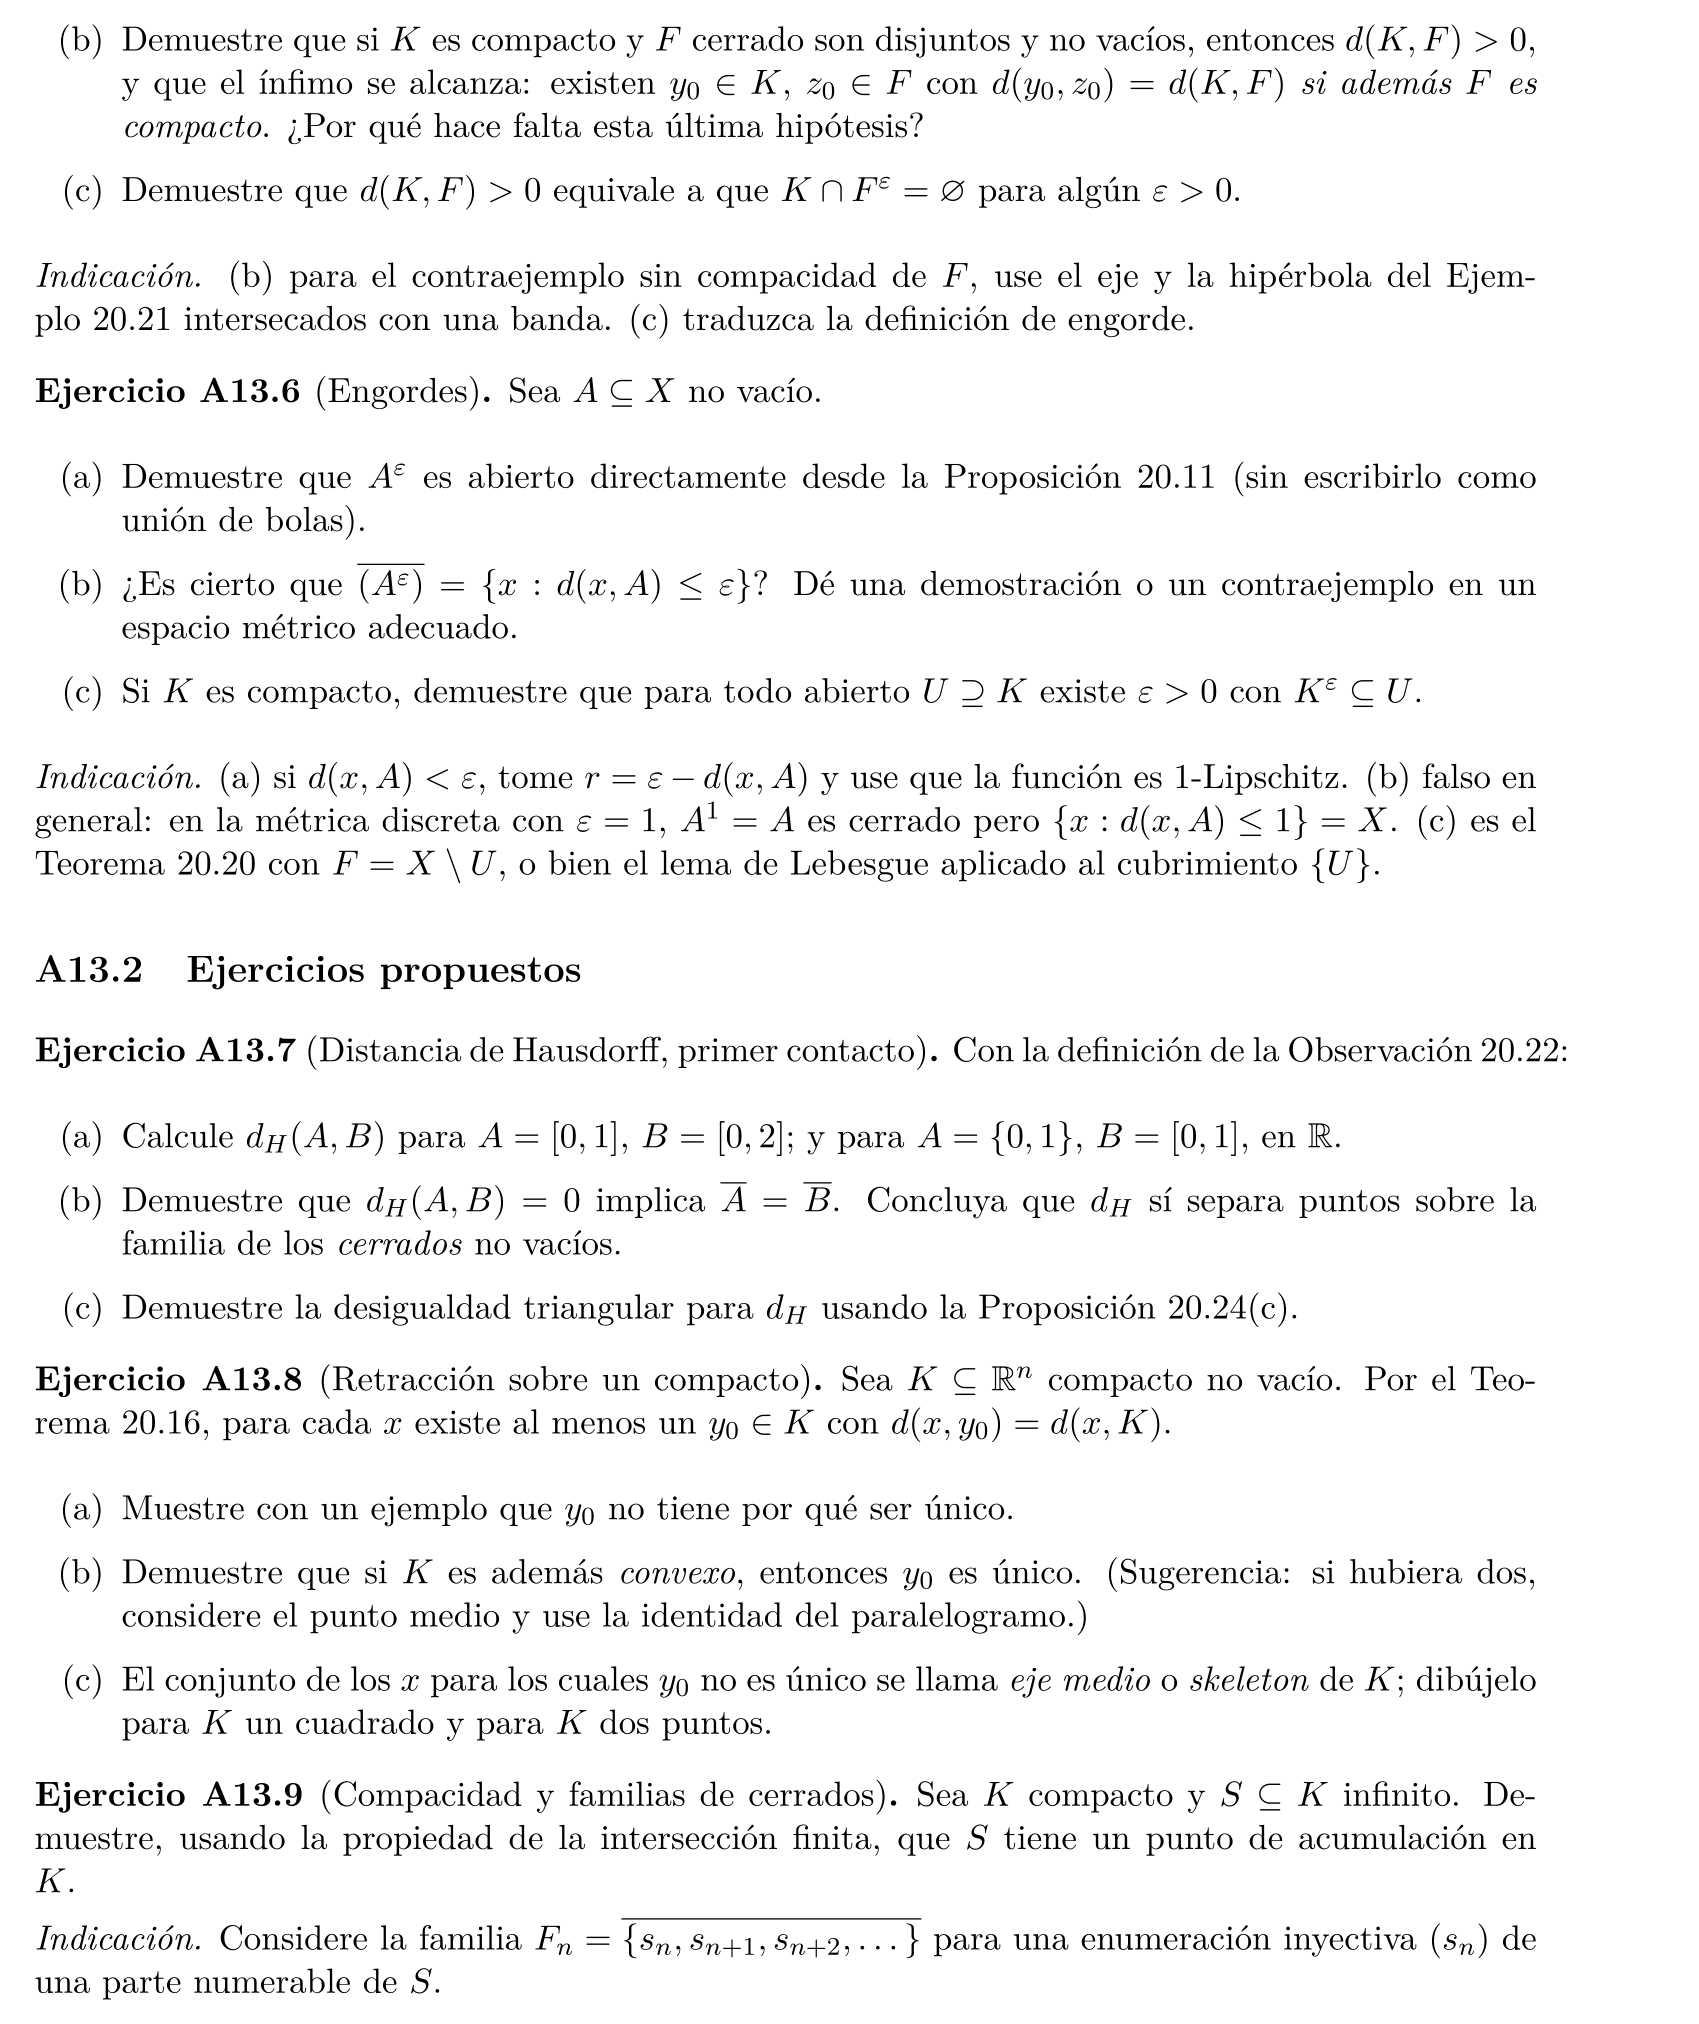 (b) Demuestre que si K es compacto y F cerrado son disjuntos y no vacíos, entonces d(K, F) > 0,
y que el ínfimo se alcanza: existen y₀ ∈ K, z₀ ∈ F con d(y₀, z₀) = d(K, F) si además F es
compacto. ¿Por qué hace falta esta última hipótesis?
(c) Demuestre que d(K, F) > 0 equivale a que K ∩ F^ε = ∅ para algún ε > 0.
Indicación. (b) para el contraejemplo sin compacidad de F, use el eje y la hipérbola del Ejem-
plo 20.21 intersecados con una banda. (c) traduzca la definición de engorde.
Ejercicio A13.6 (Engordes). Sea A ⊆ X no vacío.
(a) Demuestre que A^ε es abierto directamente desde la Proposición 20.11 (sin escribirlo como
unión de bolas).
(b) ¿Es cierto que \overline{(A^ε)} = {x : d(x, A) ≤ ε}? Dé una demostración o un contraejemplo en un
espacio métrico adecuado.
(c) Si K es compacto, demuestre que para todo abierto U ⊇ K existe ε > 0 con K^ε ⊆ U.
Indicación. (a) si d(x, A) < ε, tome r = ε − d(x, A) y use que la función es 1-Lipschitz. (b) falso en
general: en la métrica discreta con ε = 1, A¹ = A es cerrado pero {x : d(x, A) ≤ 1} = X. (c) es el
Teorema 20.20 con F = X \ U, o bien el lema de Lebesgue aplicado al cubrimiento {U}.
A13.2 Ejercicios propuestos
Ejercicio A13.7 (Distancia de Hausdorff, primer contacto). Con la definición de la Observación 20.22:
(a) Calcule d_H(A, B) para A = [0, 1], B = [0, 2]; y para A = {0, 1}, B = [0, 1], en ℝ.
(b) Demuestre que d_H(A, B) = 0 implica \overline{A} = \overline{B}. Concluya que d_H sí separa puntos sobre la
familia de los cerrados no vacíos.
(c) Demuestre la desigualdad triangular para d_H usando la Proposición 20.24(c).
Ejercicio A13.8 (Retracción sobre un compacto). Sea K ⊆ ℝⁿ compacto no vacío. Por el Teo-
rema 20.16, para cada x existe al menos un y₀ ∈ K con d(x, y₀) = d(x, K).
(a) Muestre con un ejemplo que y₀ no tiene por qué ser único.
(b) Demuestre que si K es además convexo, entonces y₀ es único. (Sugerencia: si hubiera dos,
considere el punto medio y use la identidad del paralelogramo.)
(c) El conjunto de los x para los cuales y₀ no es único se llama eje medio o skeleton de K; dibújelo
para K un cuadrado y para K dos puntos.
Ejercicio A13.9 (Compacidad y familias de cerrados). Sea K compacto y S ⊆ K infinito. De-
muestre, usando la propiedad de la intersección finita, que S tiene un punto de acumulación en
K.
Indicación. Considere la familia F_n = \overline{{s_n, s_{n+1}, s_{n+2}, . . . }} para una enumeración inyectiva (s_n) de
una parte numerable de S.